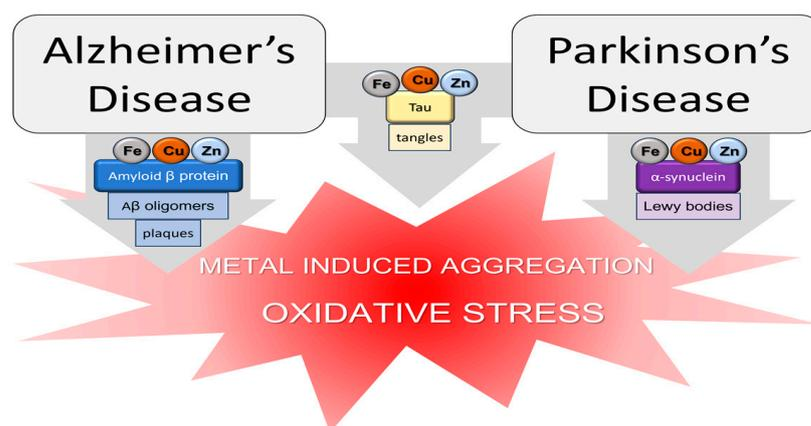 Alzheimer's
Disease
Parkinson's
Disease
Fe Cu Zn
Tau
tangles
Fe Cu Zn
Amyloid β protein
Aβ oligomers
plaques
Fe Cu Zn
α-synuclein
Lewy bodies
METAL INDUCED AGGREGATION
OXIDATIVE STRESS